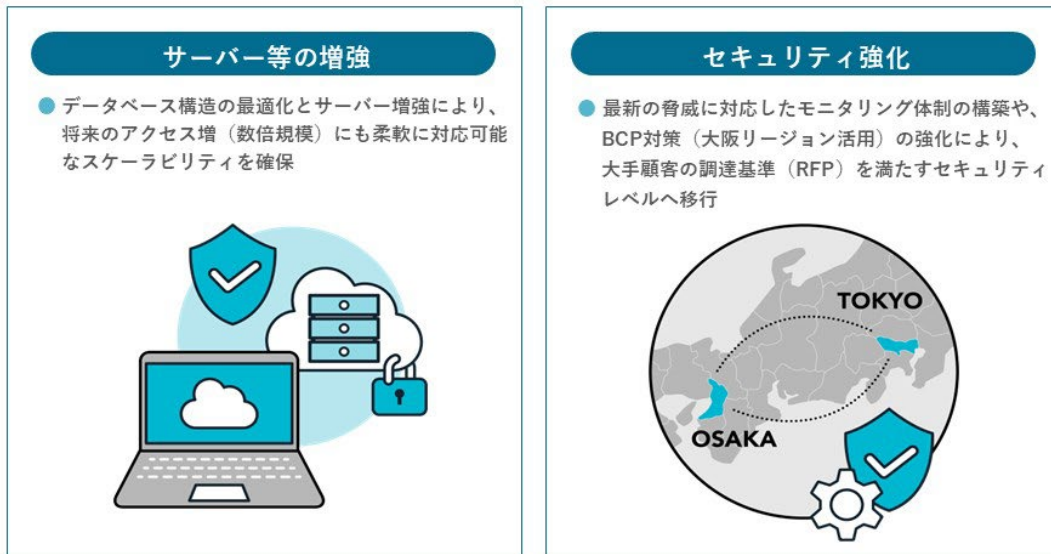 サーバー等の増強
● データベース構造の最適化とサーバー増強により、
将来のアクセス増（数倍規模）にも柔軟に対応可能
なスケーラビリティを確保
セキュリティ強化
● 最新の脅威に対応したモニタリング体制の構築や、
BCP対策（大阪リージョン活用）の強化により、
大手顧客の調達基準（RFP）を満たすセキュリティ
レベルへ移行
TOKYO
OSAKA